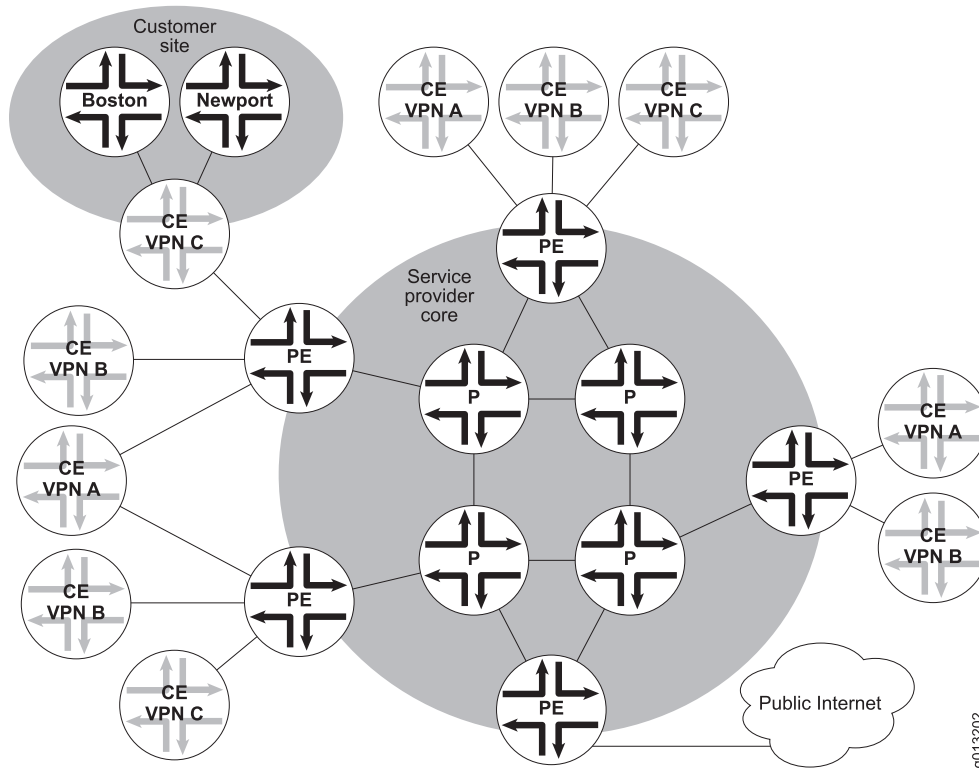 Customer
site
Boston
Newport
CE
VPN A
CE
VPN B
CE
VPN C
CE
VPN C
PE
Service
provider
core
CE
VPN B
PE
P
P
CE
VPN A
CE
VPN A
PE
CE
VPN B
P
P
CE
VPN B
PE
CE
VPN C
PE
Public Internet
g013202